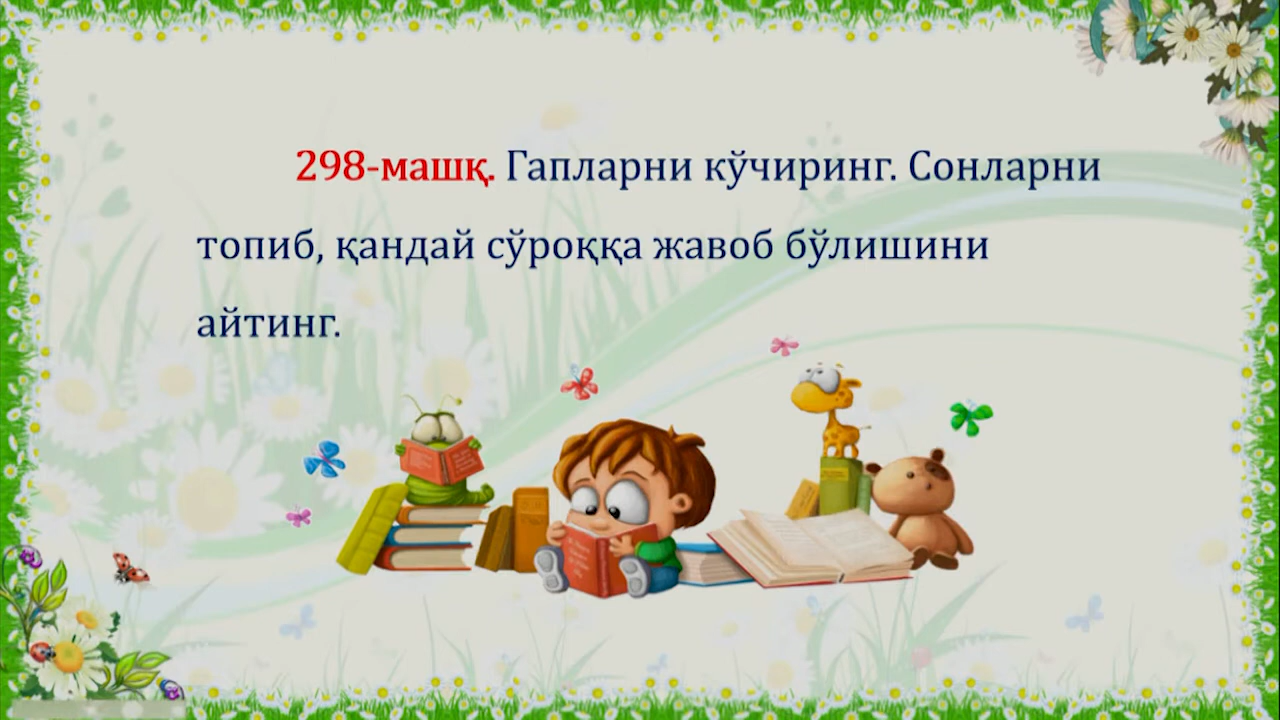 298-машқ. Гапларни кўчиринг. Сонларни
топиб, қандай сўроққа жавоб бўлишини
айтинг.